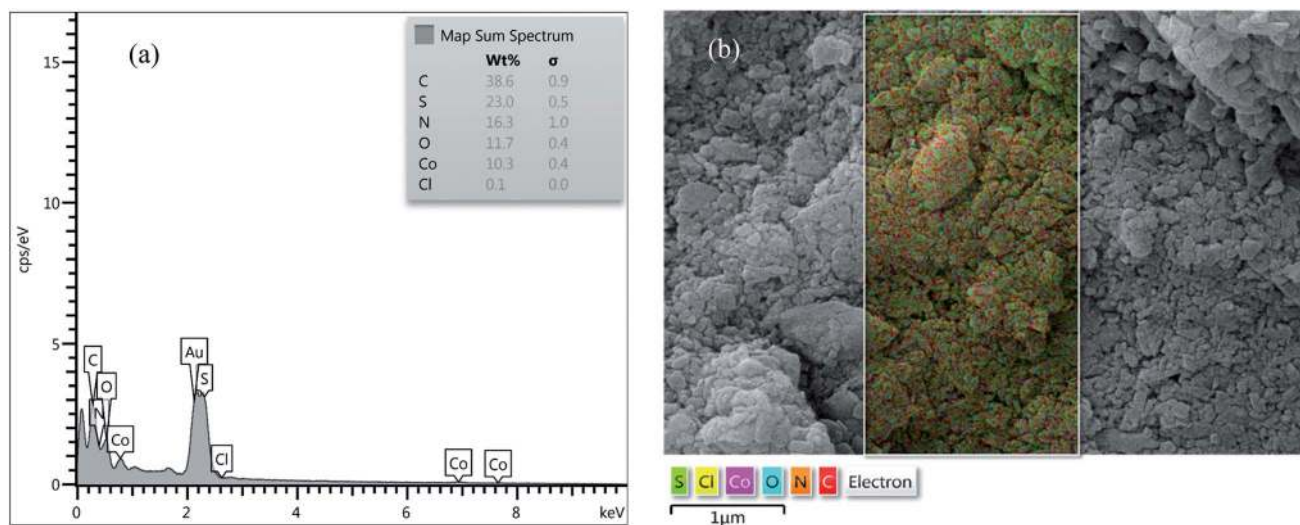 (a)
Map Sum Spectrum
Wt% σ
C 38.6 0.9
S 23.0 0.5
N 16.3 1.0
O 11.7 0.4
Co 10.3 0.4
Cl 0.1 0.0
15
10
5
0
cps/eV
C
O
N
Co
Au
S
Cl
Co
Co
0 2 4 6 8 keV
(b)
S Cl Co O N C Electron
1µm